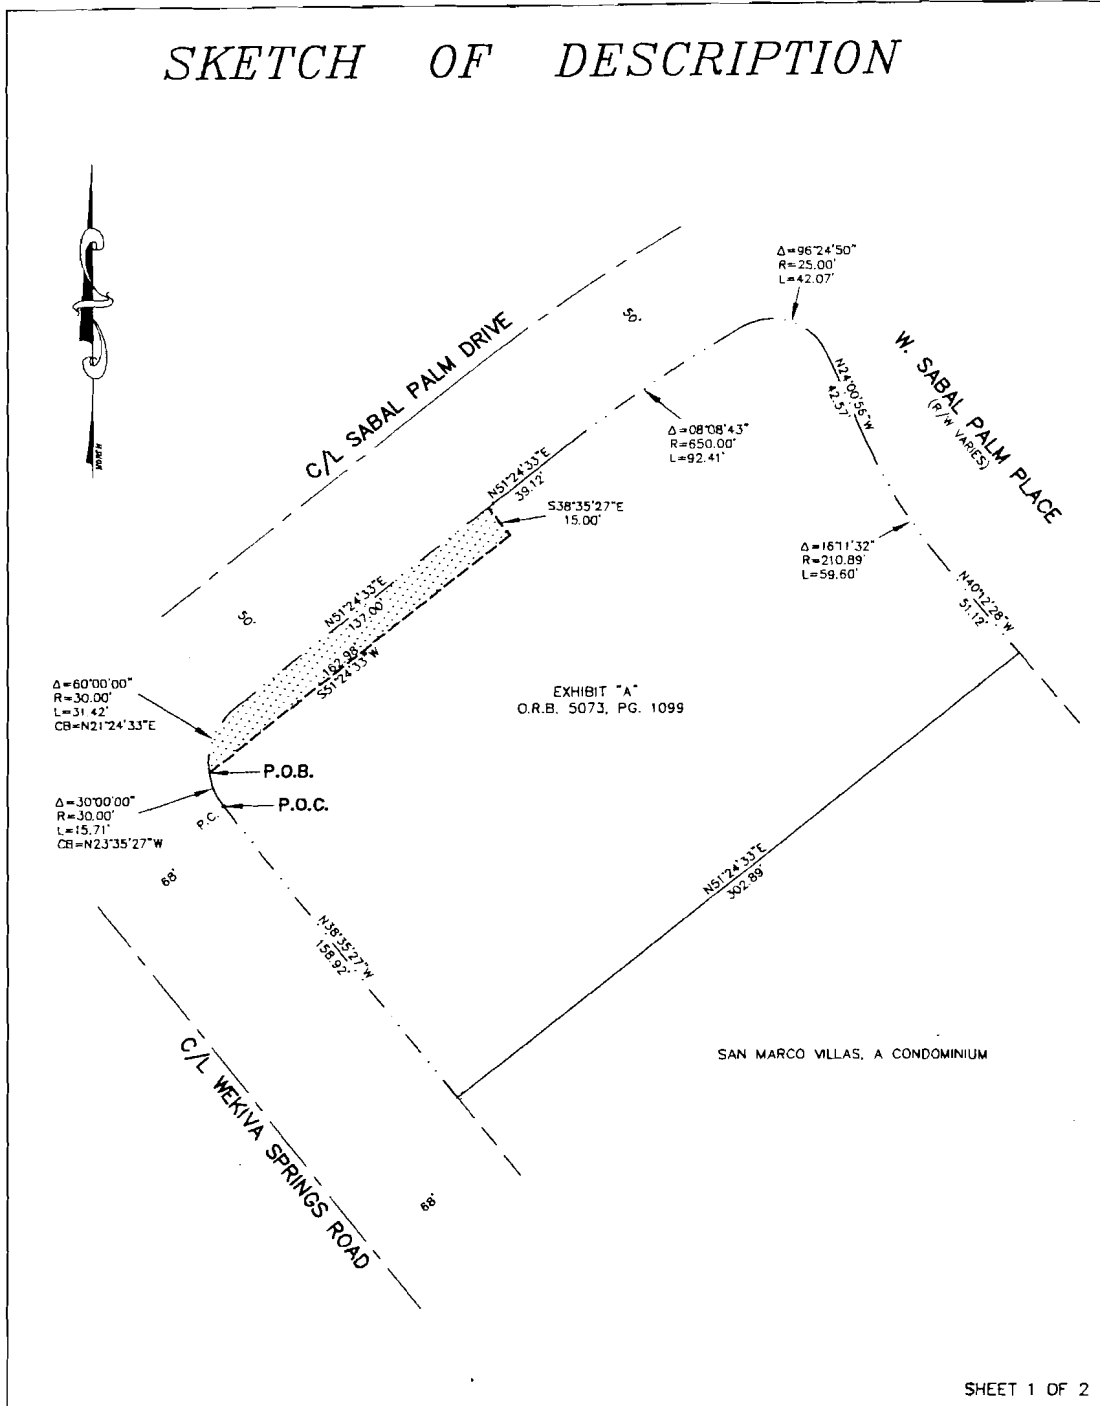 SKETCH OF DESCRIPTION
NORTH
Δ=96°24'50"
R=25.00'
L=42.07'
50'
C/L SABAL PALM DRIVE
W. SABAL PALM PLACE
(R/W VARIES)
N24°00'56"W
42.57'
Δ=08°08'43"
R=650.00'
L=92.41'
N51°24'33"E
39.12'
S38°35'27"E
15.00'
Δ=16°11'32"
R=210.89'
L=59.60'
N40°12'28"W
51.12'
50'
N51°24'33"E
137.00'
162.98'
S51°24'33"W
Δ=60°00'00"
R=30.00'
L=31.42'
CB=N21°24'33"E
EXHIBIT "A"
O.R.B. 5073, PG. 1099
P.O.B.
P.O.C.
Δ=30°00'00"
R=30.00'
L=15.71'
CB=N23°35'27"W
P.C.
68'
N51°24'33"E
302.89'
N38°35'27"W
158.92'
C/L WEKIVA SPRINGS ROAD
SAN MARCO VILLAS, A CONDOMINIUM
68'
SHEET 1 OF 2